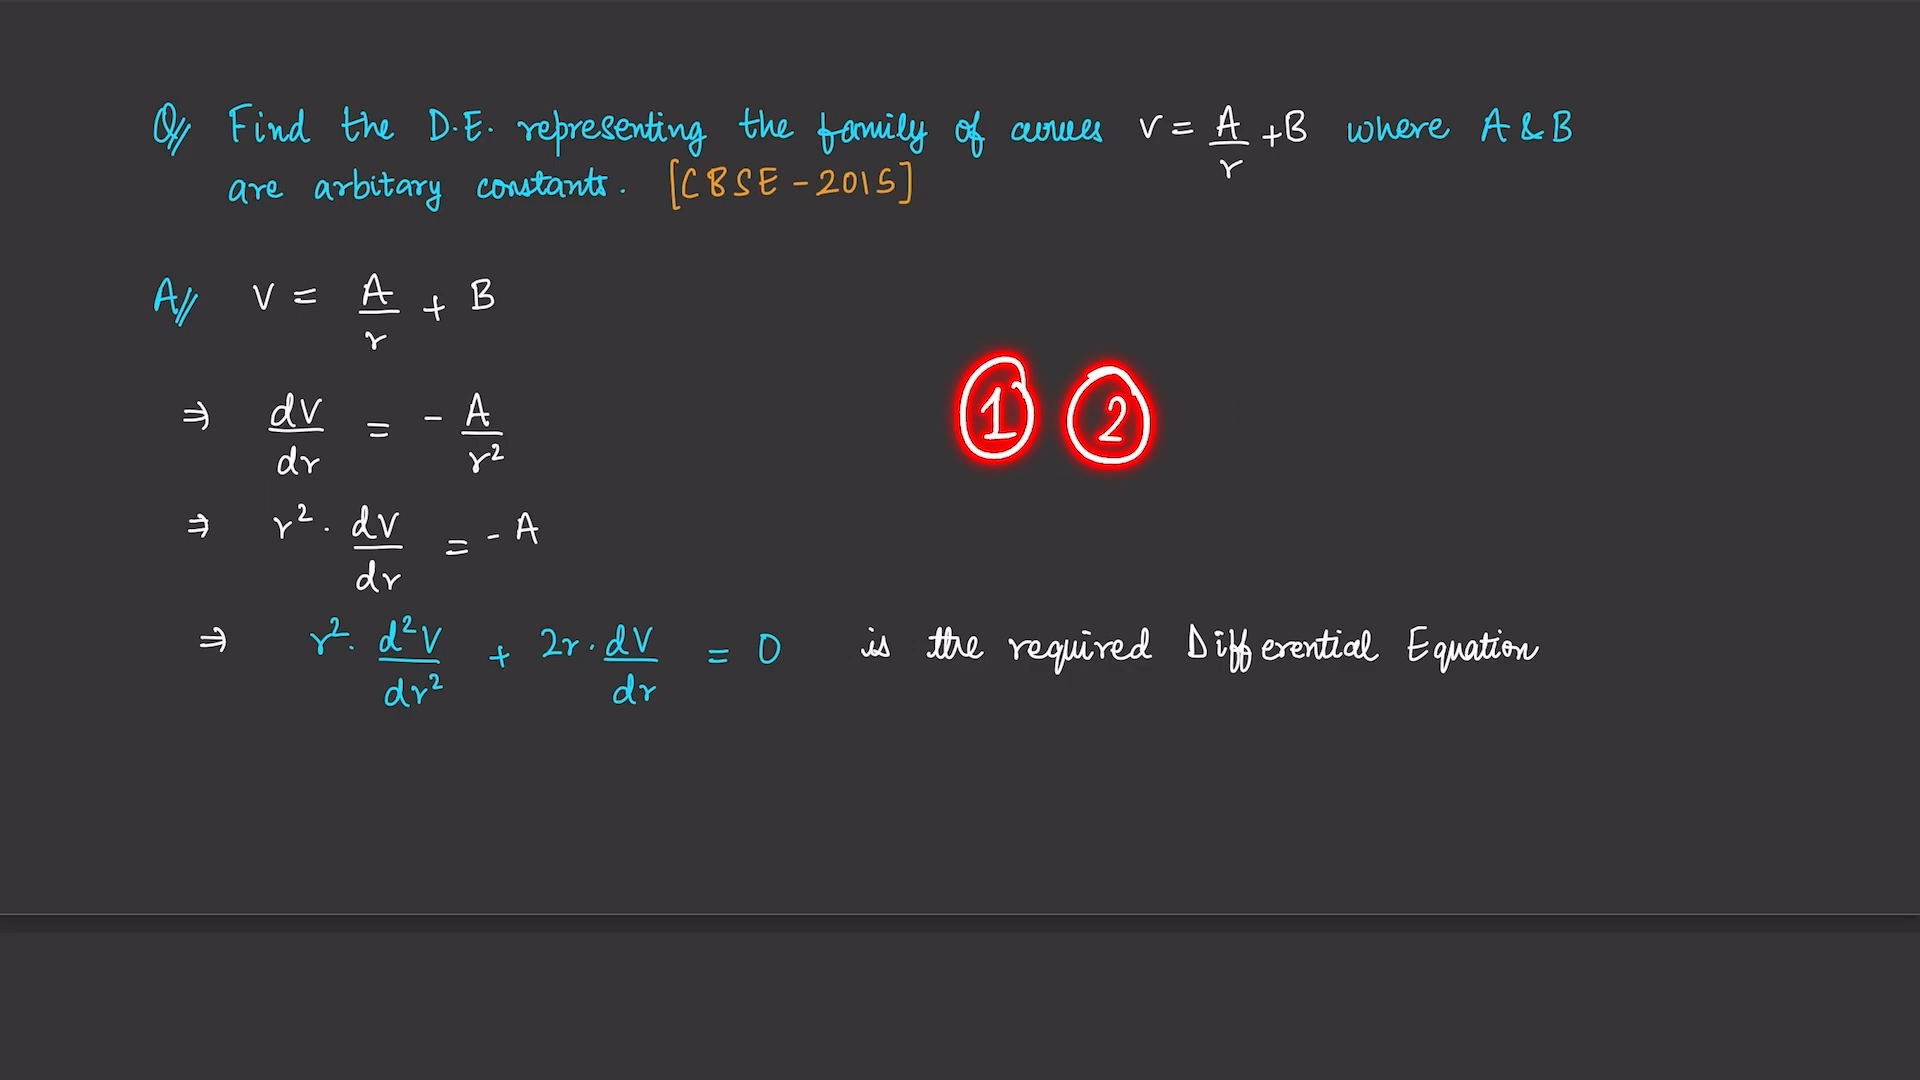 Q// Find the D.E. representing the family of curves V = A/r + B where A & B
are arbitary constants. [CBSE - 2015]
A// V = A/r + B
⇒ dV/dr = - A/r²
① ②
⇒ r² · dV/dr = - A
⇒ r² · d²V/dr² + 2r · dV/dr = 0 is the required Differential Equation